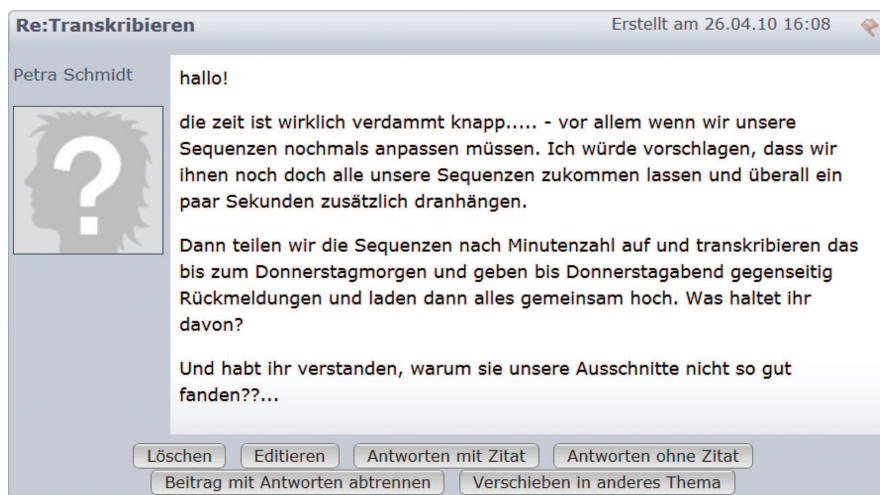 Re:Transkribieren Erstellt am 26.04.10 16:08
Petra Schmidt
hallo!
die zeit ist wirklich verdammt knapp..... - vor allem wenn wir unsere
Sequenzen nochmals anpassen müssen. Ich würde vorschlagen, dass wir
ihnen noch doch alle unsere Sequenzen zukommen lassen und überall ein
paar Sekunden zusätzlich dranhängen.
Dann teilen wir die Sequenzen nach Minutenzahl auf und transkribieren das
bis zum Donnerstagmorgen und geben bis Donnerstagabend gegenseitig
Rückmeldungen und laden dann alles gemeinsam hoch. Was haltet ihr
davon?
Und habt ihr verstanden, warum sie unsere Ausschnitte nicht so gut
fanden??...
Löschen Editieren Antworten mit Zitat Antworten ohne Zitat
Beitrag mit Antworten abtrennen Verschieben in anderes Thema